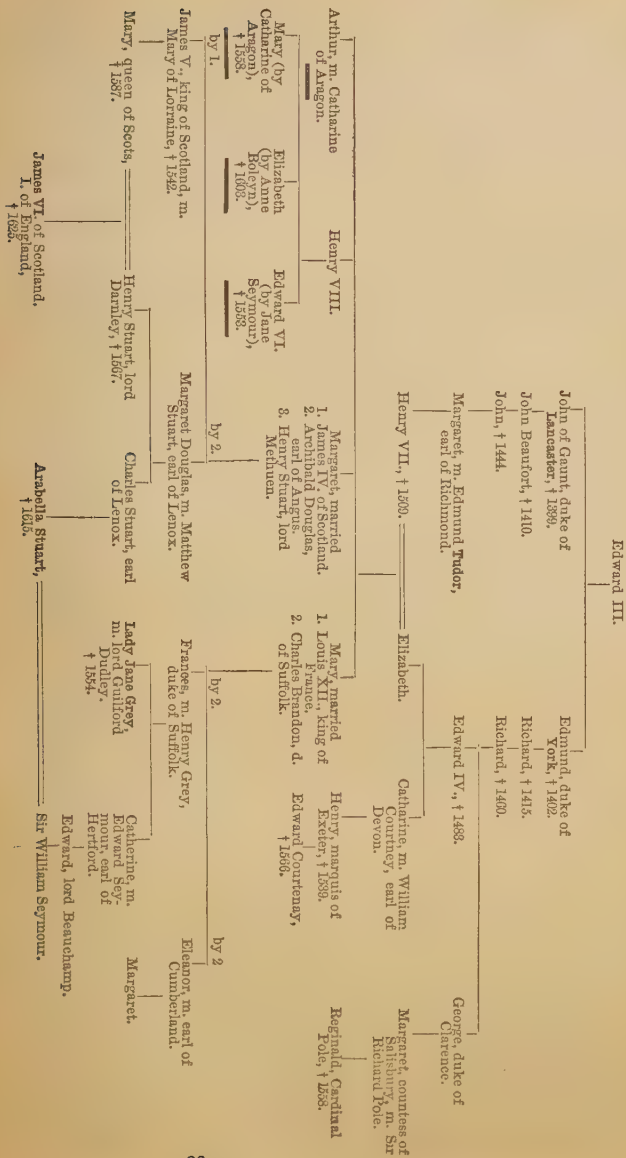 Edward III.
John of Gaunt, duke of
Lancaster, † 1399.
Edmund, duke of
York, † 1402.
John Beaufort, † 1410.
Richard, † 1415.
John, † 1444.
Richard, † 1460.
Margaret, m. Edmund Tudor,
earl of Richmond.
Edward IV., † 1483.
George, duke of
Clarence.
Henry VII., † 1509.
Elizabeth.
Catharine, m. William
Courtney, earl of
Devon.
Margaret, countess of
Salisbury, m. Sir
Richard Pole.
Arthur, m. Catharine
of Aragon.
Henry VIII.
Margaret, married
1. James IV. of Scotland.
2. Archibald Douglas,
earl of Angus.
3. Henry Stuart, lord
Methuen.
Mary, married
1. Louis XII., king of
France.
2. Charles Brandon, d.
of Suffolk.
Henry, marquis of
Exeter, † 1539.
Edward Courtenay,
† 1566.
Reginald, Cardinal
Pole, † 1558.
Mary (by
Catharine of
Aragon),
† 1558.
Elizabeth
(by Anne
Boleyn),
† 1603.
Edward VI.
(by Jane
Seymour),
† 1553.
by 1.
by 2.
by 2.
by 2
James V., king of Scotland, m.
Mary of Lorraine, † 1542.
Margaret Douglas, m. Matthew
Stuart, earl of Lenox.
Frances, m. Henry Grey,
duke of Suffolk.
Eleanor, m. earl of
Cumberland.
Mary, queen of Scots,
† 1587.
Henry Stuart, lord
Darnley, † 1567.
Charles Stuart, earl
of Lenox.
Lady Jane Grey,
m. lord Guilford
Dudley.
† 1554.
Catherine, m.
Edward Sey-
mour, earl of
Hertford.
Margaret.
Edward, lord Beauchamp.
James VI. of Scotland.
I. of England,
† 1625.
Arabella Stuart,
† 1615.
Sir William Seymour.